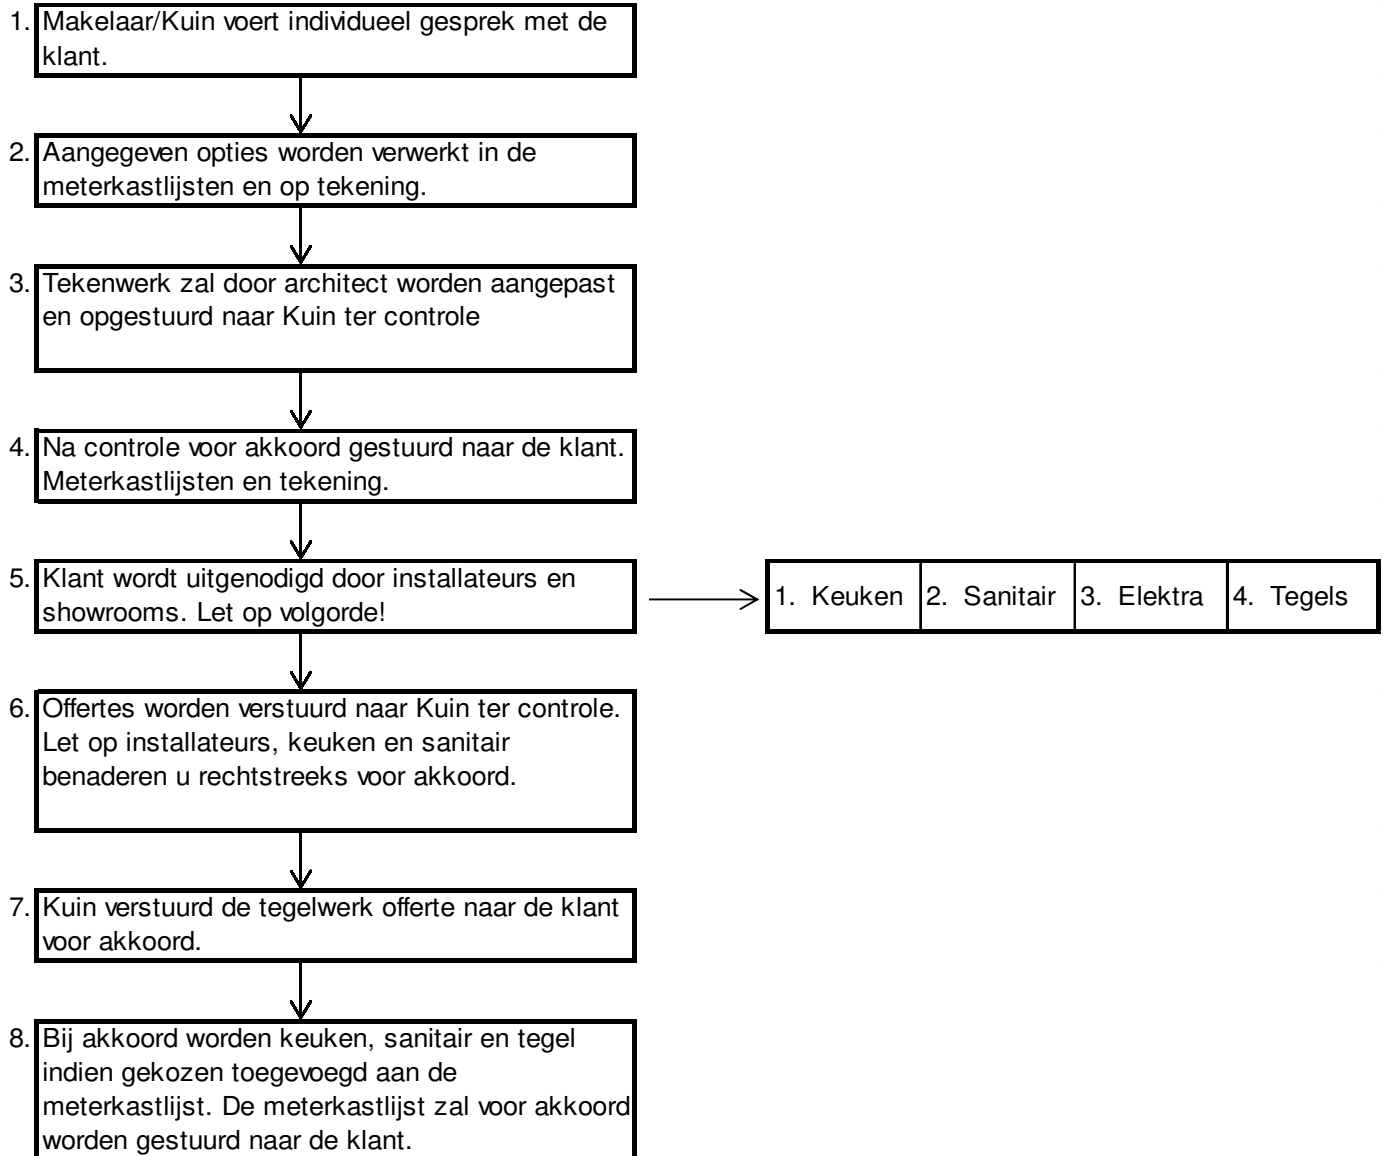 1. Makelaar/Kuin voert individueel gesprek met de
klant.
2. Aangegeven opties worden verwerkt in de
meterkastlijsten en op tekening.
3. Tekenwerk zal door architect worden aangepast
en opgestuurd naar Kuin ter controle
4. Na controle voor akkoord gestuurd naar de klant.
Meterkastlijsten en tekening.
5. Klant wordt uitgenodigd door installateurs en
showrooms. Let op volgorde!
1. Keuken 2. Sanitair 3. Elektra 4. Tegels
6. Offertes worden verstuurd naar Kuin ter controle.
Let op installateurs, keuken en sanitair
benaderen u rechtstreeks voor akkoord.
7. Kuin verstuurd de tegelwerk offerte naar de klant
voor akkoord.
8. Bij akkoord worden keuken, sanitair en tegel
indien gekozen toegevoegd aan de
meterkastlijst. De meterkastlijst zal voor akkoord
worden gestuurd naar de klant.